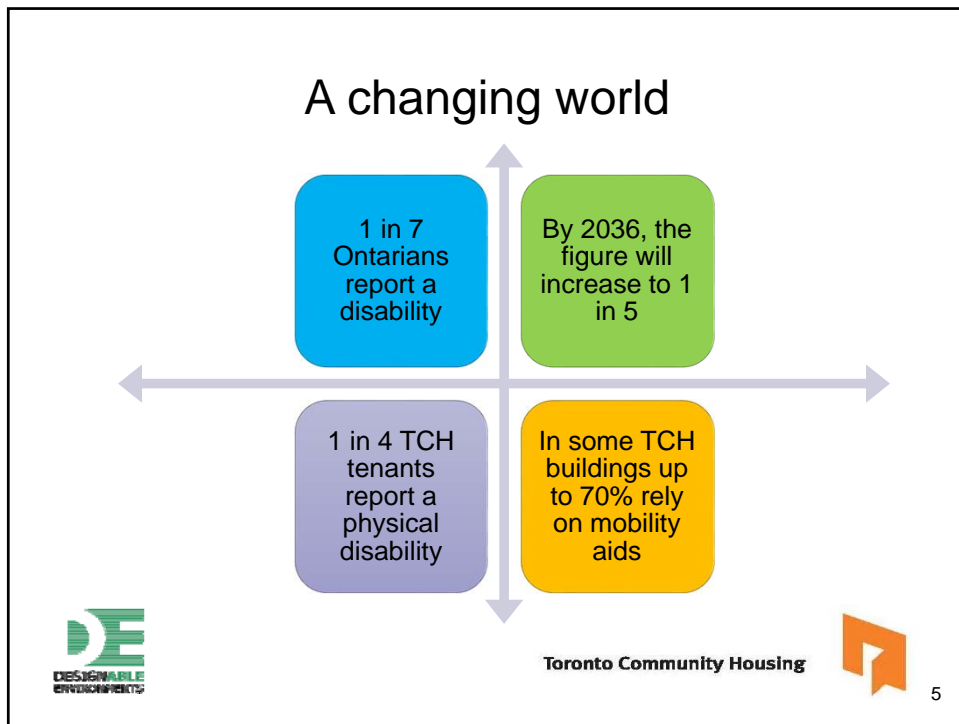 A changing world
1 in 7
Ontarians
report a
disability
By 2036, the
figure will
increase to 1
in 5
1 in 4 TCH
tenants
report a
physical
disability
In some TCH
buildings up
to 70% rely
on mobility
aids
DE
DESIGNABLE
ENVIRONMENTS
Toronto Community Housing
5